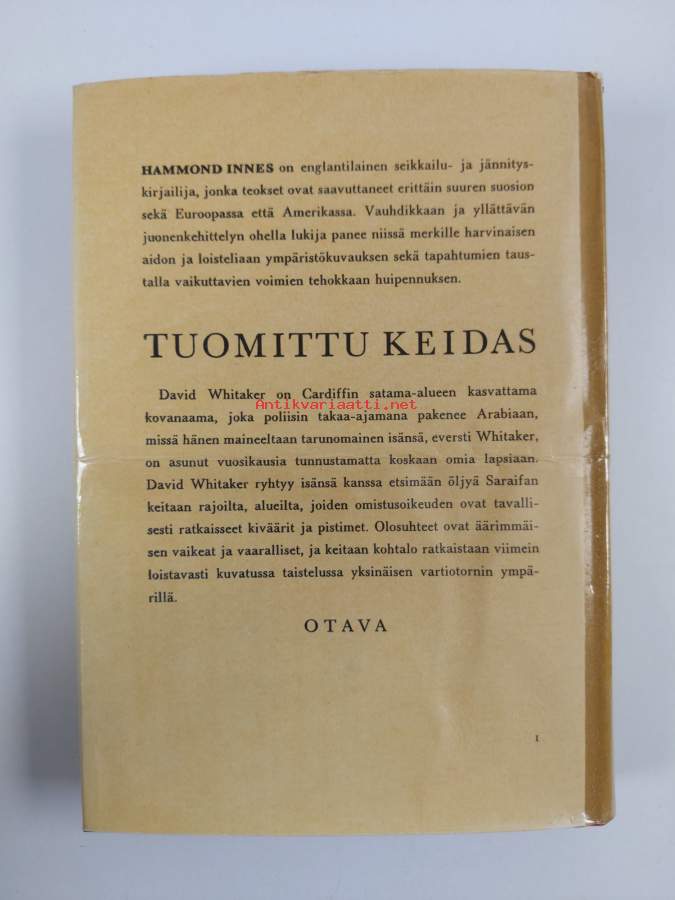 HAMMOND INNES on englantilainen seikkailu- ja jännitys-
kirjailija, jonka teokset ovat saavuttaneet erittäin suuren suosion
sekä Euroopassa että Amerikassa. Vauhdikkaan ja yllättävän
juonenkehittelyn ohella lukija panee niissä merkille harvinaisen
aidon ja loisteliaan ympäristökuvauksen sekä tapahtumien taus-
talla vaikuttavien voimien tehokkaan huipennuksen.
TUOMITTU KEIDAS
David Whitaker on Cardiffin satama-alueen kasvattama
Antikvariaatti.net
kovanaama, joka poliisin takaa-ajamana pakenee Arabiaan,
missä hänen maineeltaan tarunomainen isänsä, eversti Whitaker,
on asunut vuosikausia tunnustamatta koskaan omia lapsiaan.
David Whitaker ryhtyy isänsä kanssa etsimään öljyä Saraifan
keitaan rajoilta, alueilta, joiden omistusoikeuden ovat tavalli-
sesti ratkaisseet kiväärit ja pistimet. Olosuhteet ovat äärimmäi-
sen vaikeat ja vaaralliset, ja keitaan kohtalo ratkaistaan viimein
loistavasti kuvatussa taistelussa yksinäisen vartiotornin ympä-
rillä.
OTAVA
1